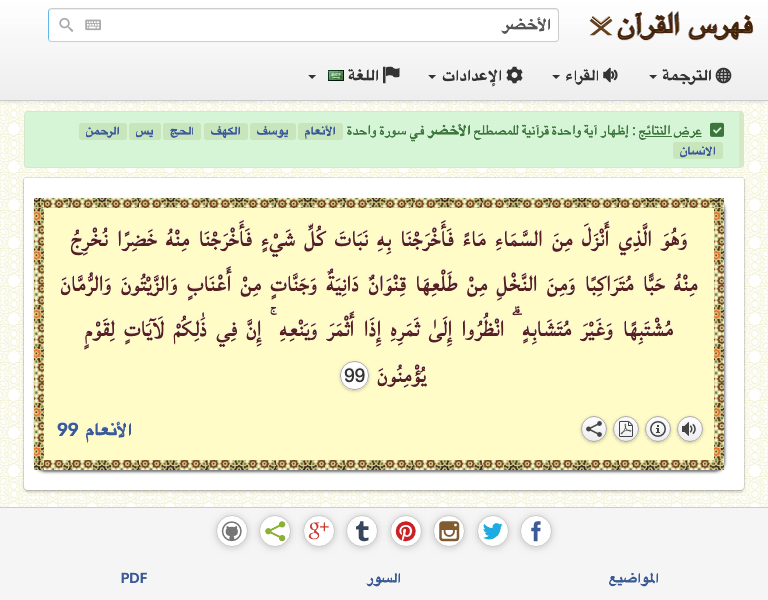 فهرس القرآن
الأخضر
الترجمة القراء الإعدادات اللغة
عرض النتائج : إظهار آية واحدة قرآنية للمصطلح الأخضر في سورة واحدة الأنعام يوسف الكهف الحج يس الرحمن
الانسان
وَهُوَ الَّذِي أَنْزَلَ مِنَ السَّمَاءِ مَاءً فَأَخْرَجْنَا بِهِ نَبَاتَ كُلِّ شَيْءٍ فَأَخْرَجْنَا مِنْهُ خَضِرًا نُخْرِجُ
مِنْهُ حَبًّا مُتَرَاكِبًا وَمِنَ النَّخْلِ مِنْ طَلْعِهَا قِنْوَانٌ دَانِيَةٌ وَجَنَّاتٍ مِنْ أَعْنَابٍ وَالزَّيْتُونَ وَالرُّمَّانَ
مُشْتَبِهًا وَغَيْرَ مُتَشَابِهٍ ۗ انْظُرُوا إِلَىٰ ثَمَرِهِ إِذَا أَثْمَرَ وَيَنْعِهِ ۚ إِنَّ فِي ذَٰلِكُمْ لَآيَاتٍ لِقَوْمٍ
يُؤْمِنُونَ 99
الأنعام 99
المواضيع السور PDF